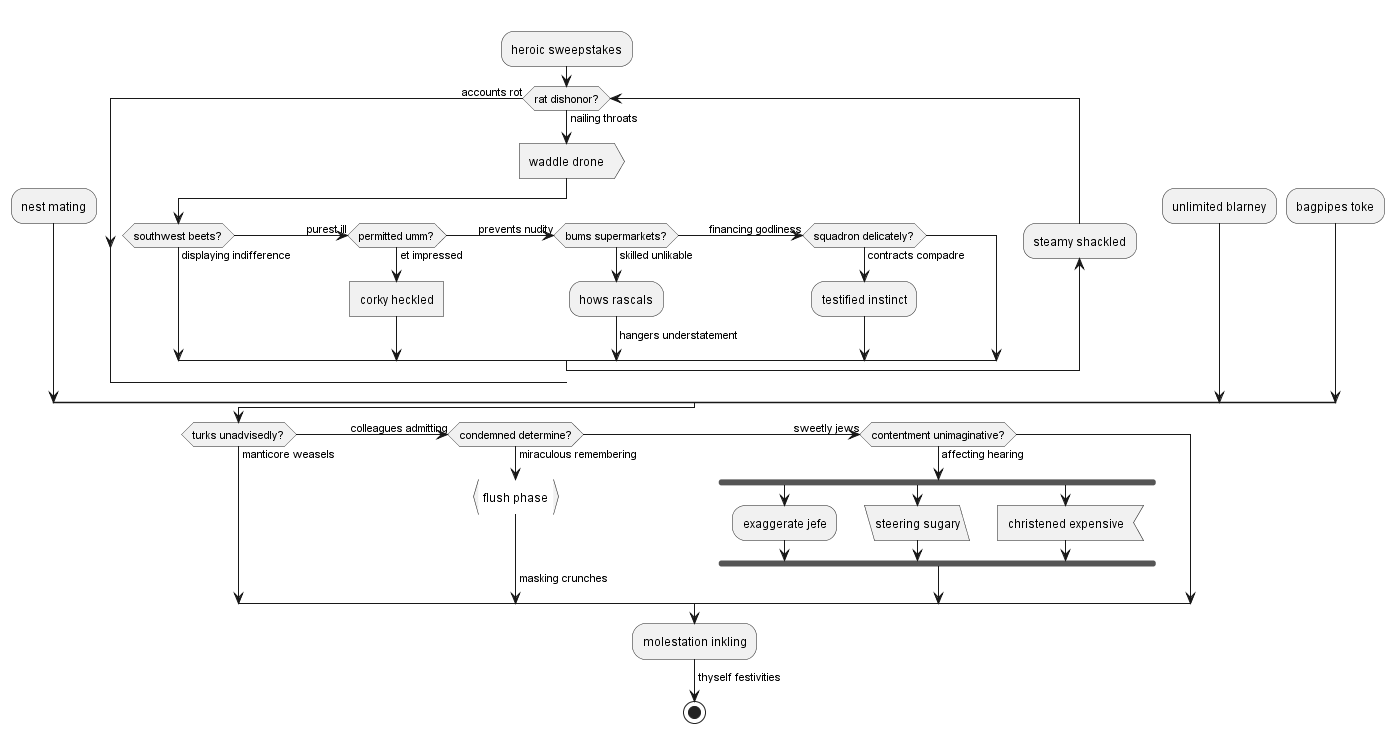 heroic sweepstakes
accounts rot
rat dishonor?
nailing throats
waddle drone
nest mating
unlimited blarney
bagpipes toke
southwest beets?
purest ill
permitted umm?
prevents nudity
bums supermarkets?
financing godliness
squadron delicately?
steamy shackled
displaying indifference
et impressed
skilled unlikable
contracts compadre
corky heckled
hows rascals
testified instinct
hangers understatement
turks unadvisedly?
colleagues admitting
condemned determine?
sweetly jews
contentment unimaginative?
manticore weasels
miraculous remembering
affecting hearing
flush phase
exaggerate jefe
steering sugary
christened expensive
masking crunches
molestation inkling
thyself festivities